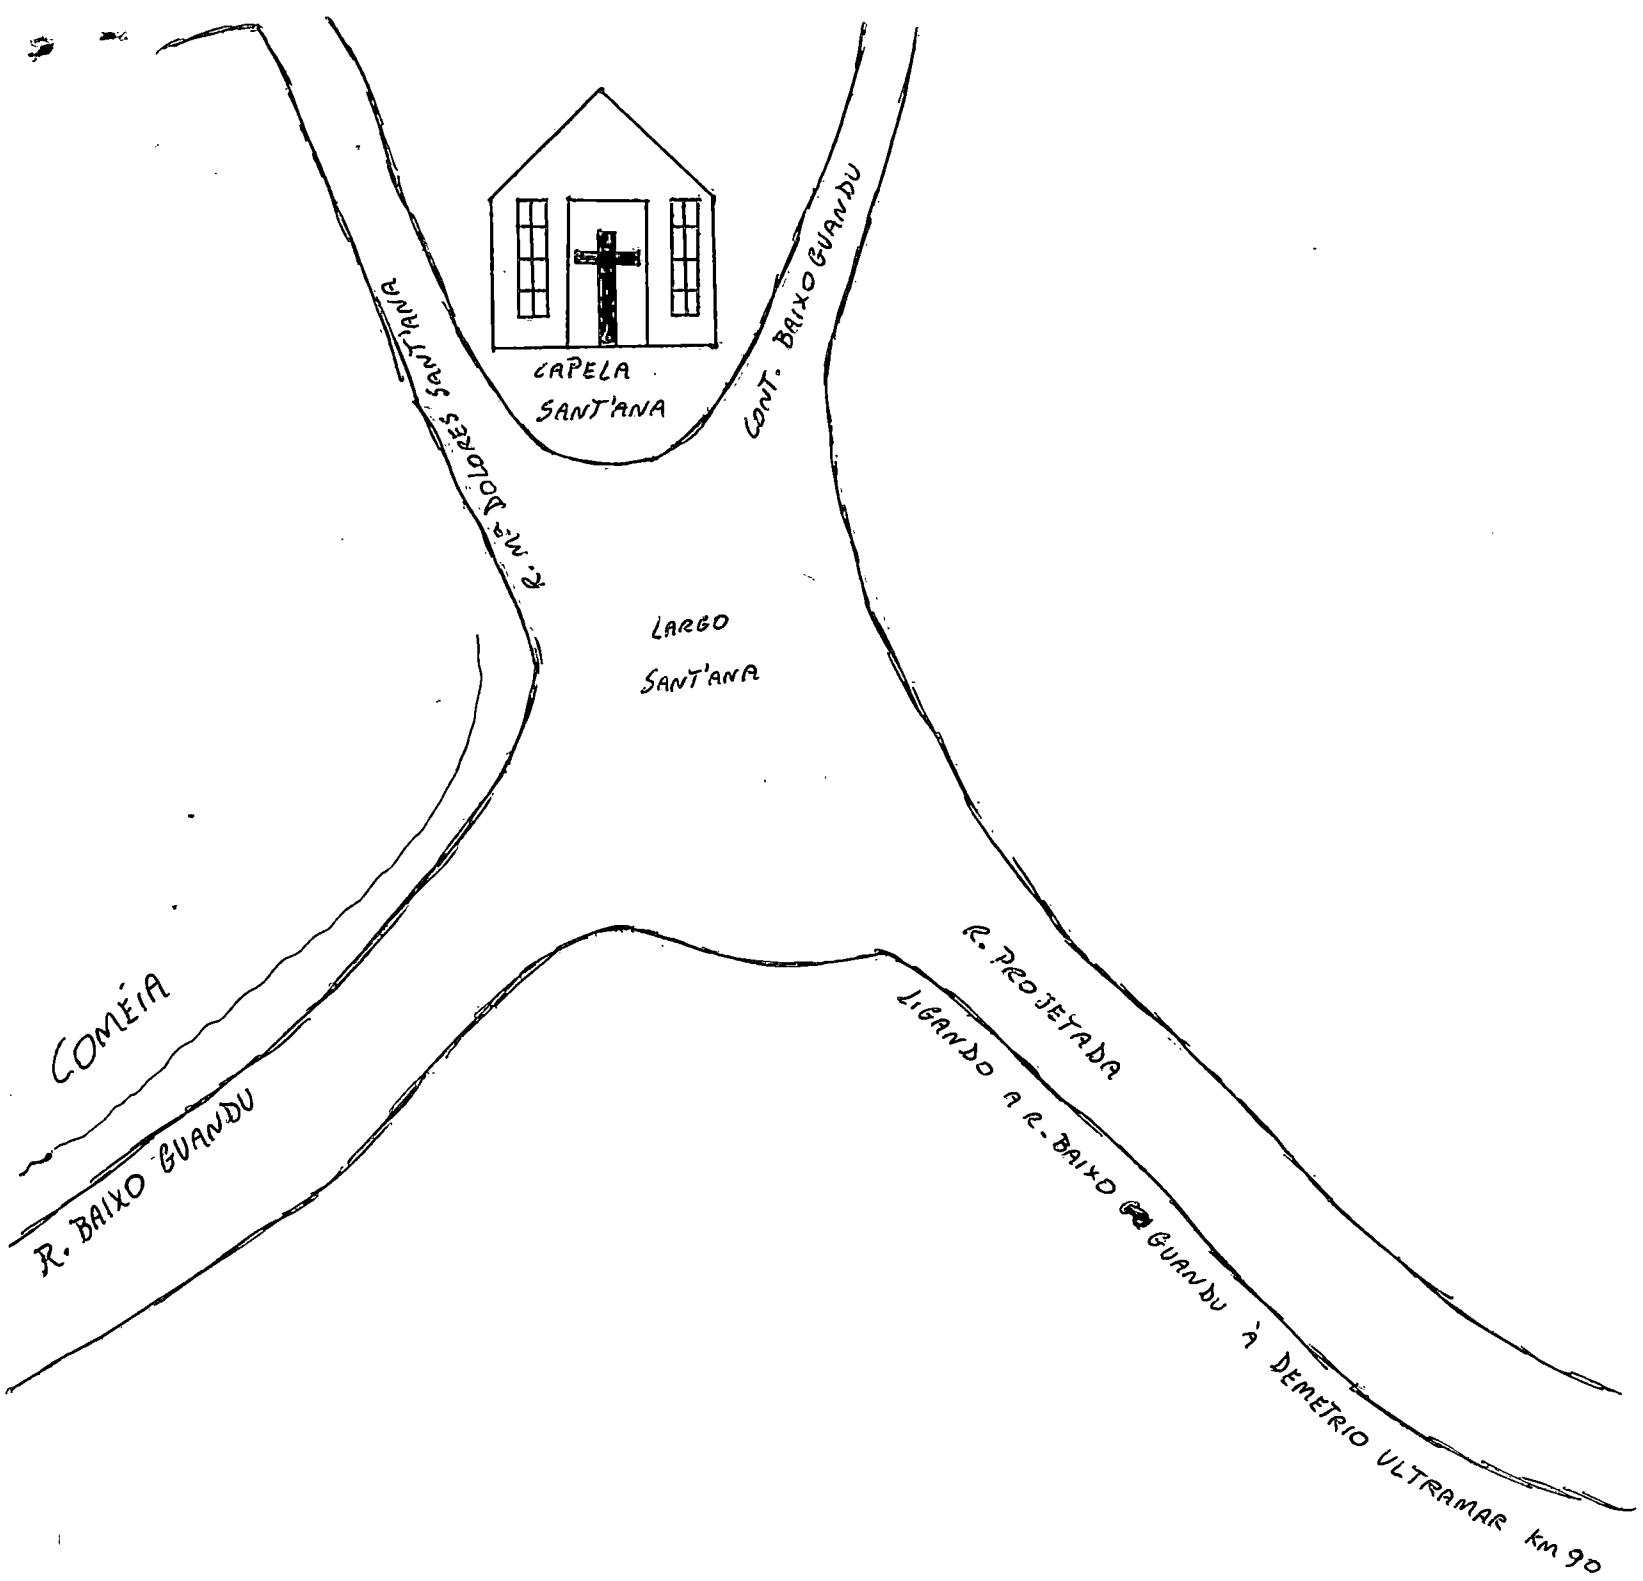 CAPELA
SANT'ANA
R. Mª DOLORES SANT'ANA
CONT. BAIXO GUANDU
LARGO
SANT'ANA
COMÉIA
R. BAIXO GUANDU
R. PROJETADA
LIGANDO A R. BAIXO GUANDU À DEMETRIO ULTRAMAR KM 90